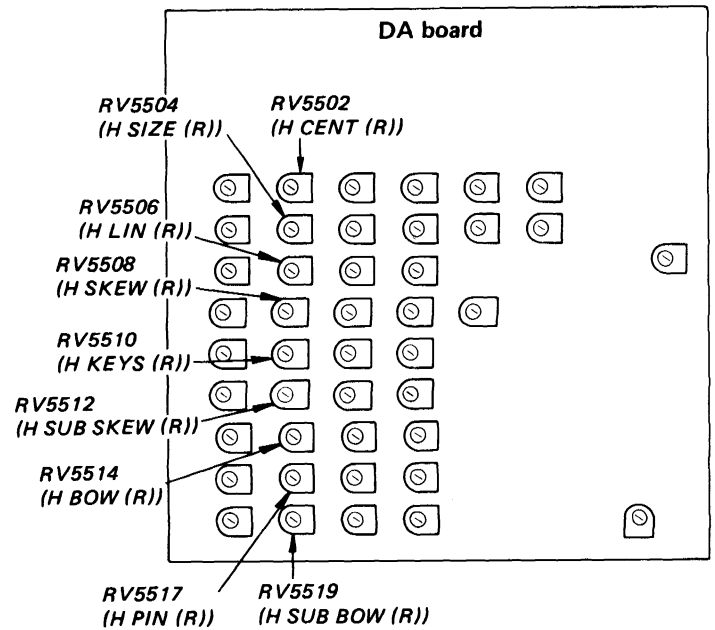 DA board
RV5504
(H SIZE (R))
RV5502
(H CENT (R))
RV5506
(H LIN (R))
RV5508
(H SKEW (R))
RV5510
(H KEYS (R))
RV5512
(H SUB SKEW (R))
RV5514
(H BOW (R))
RV5517
(H PIN (R))
RV5519
(H SUB BOW (R))